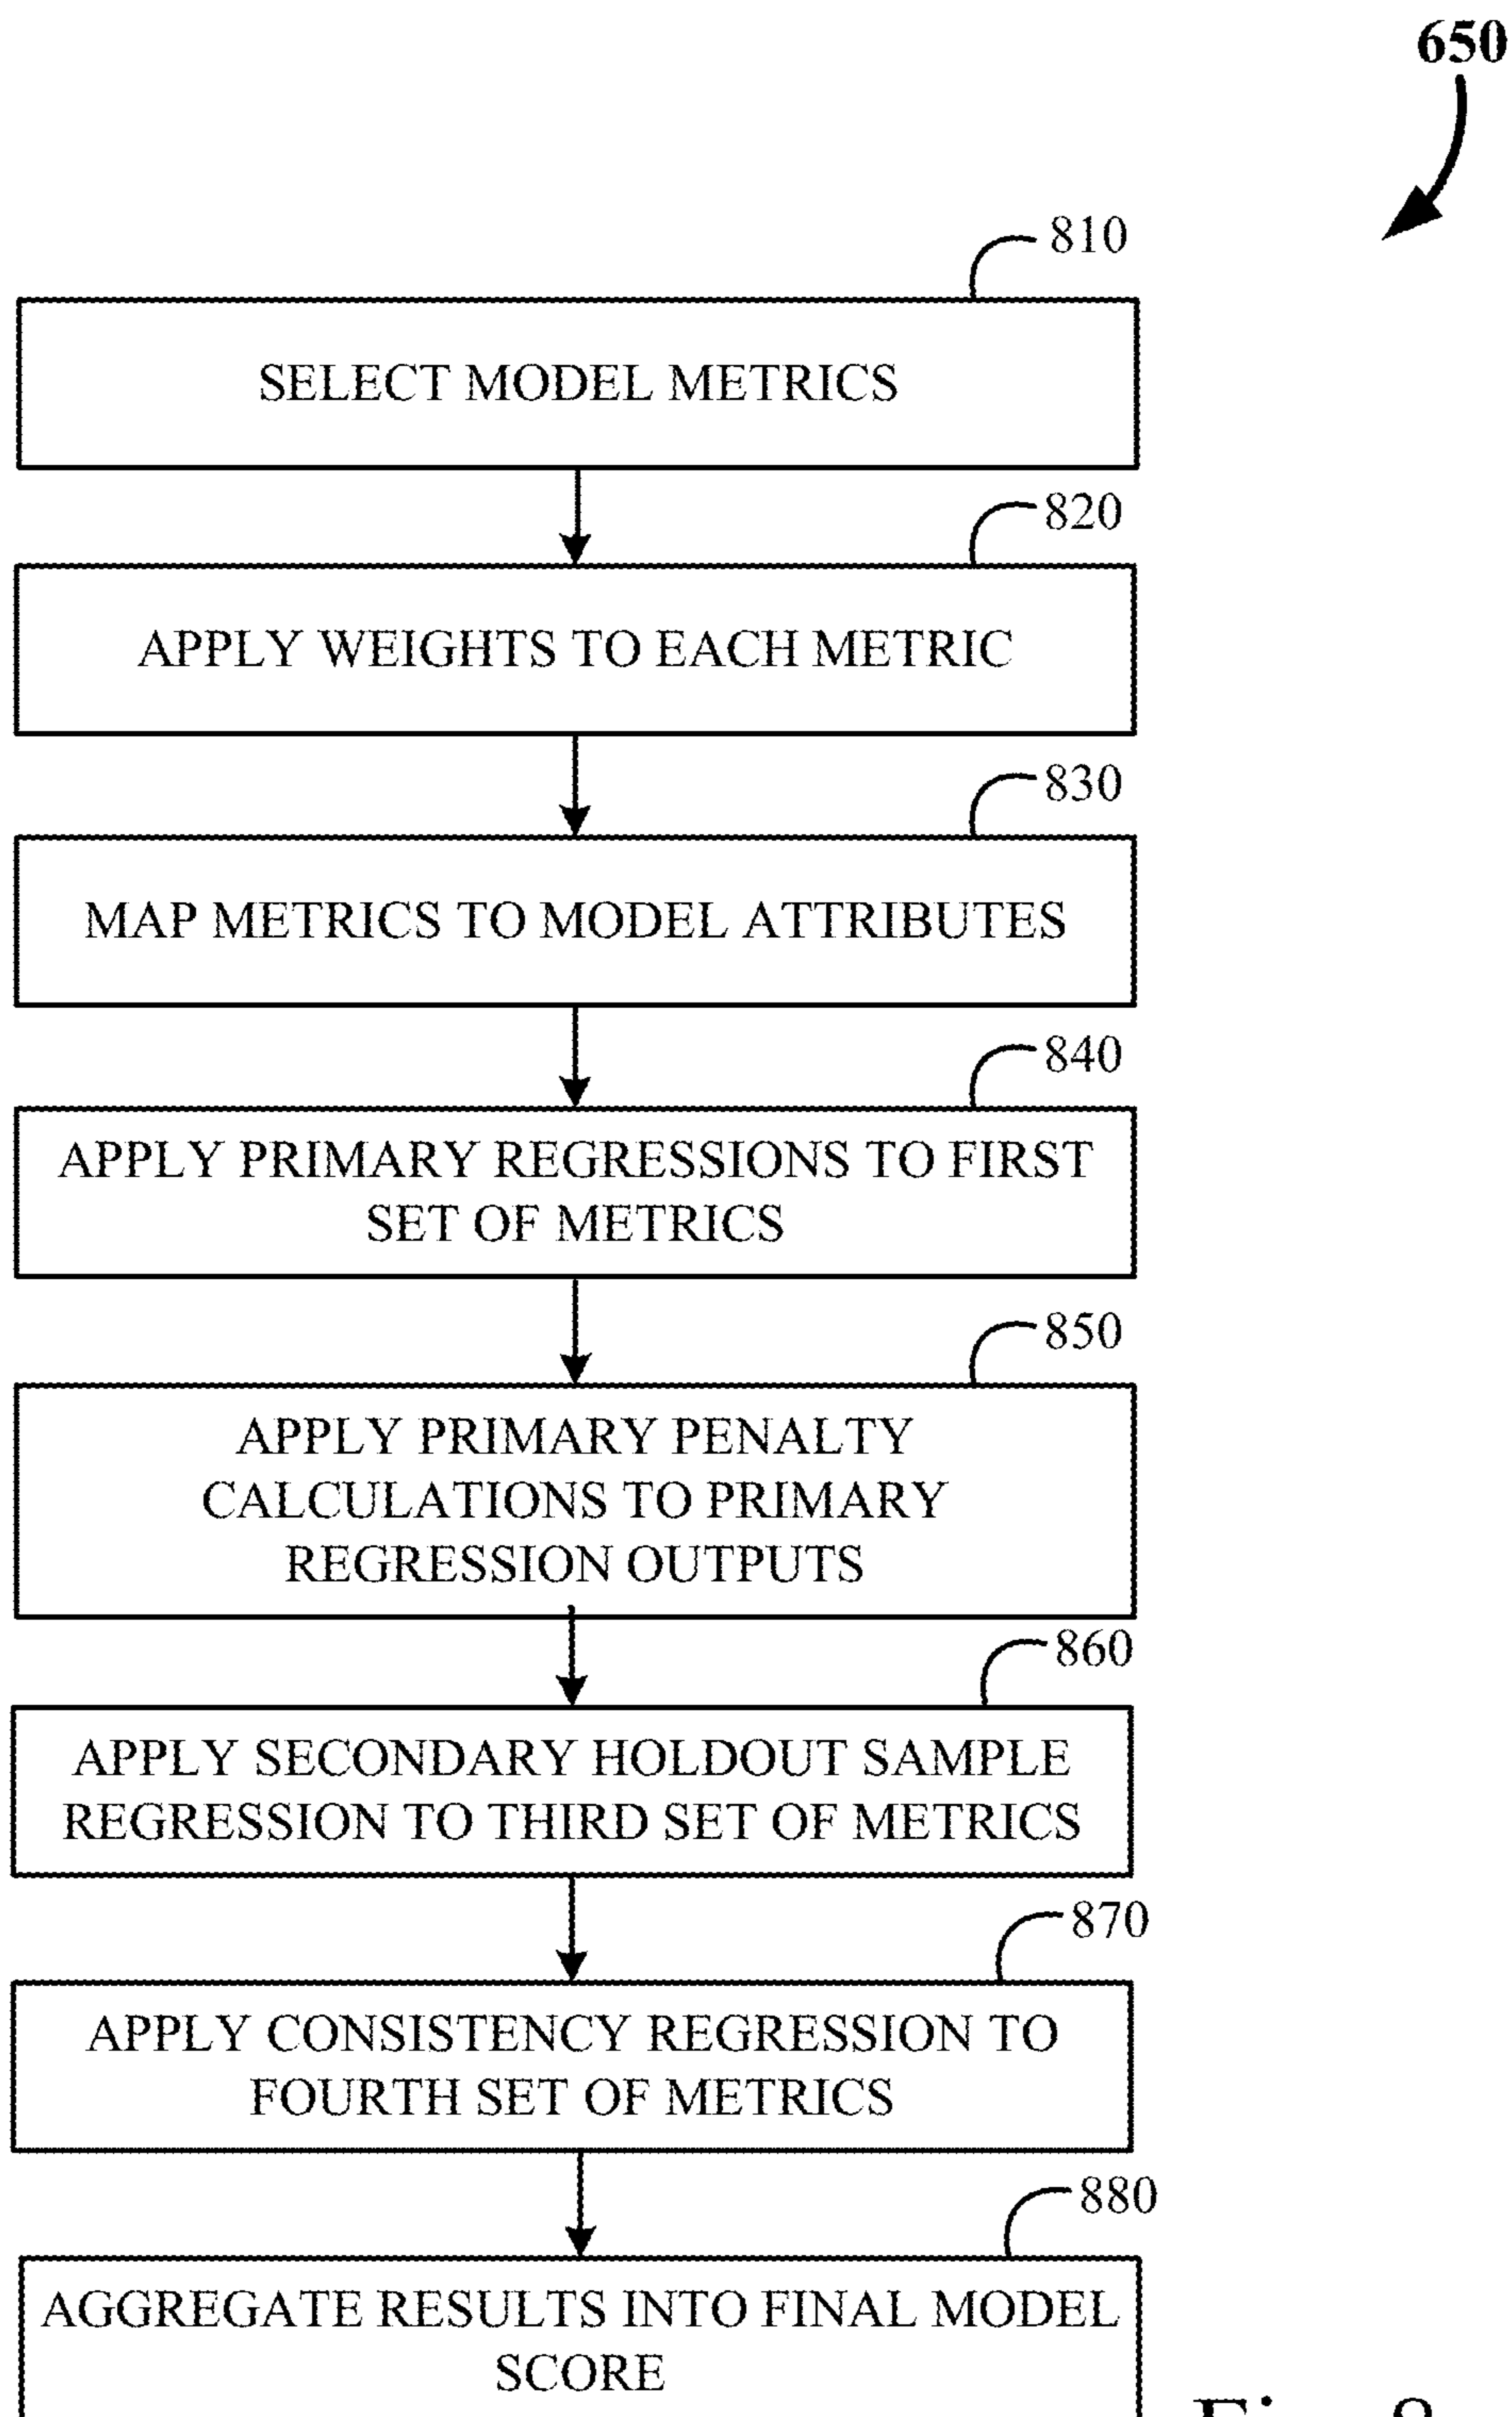 650
810
SELECT MODEL METRICS
820
APPLY WEIGHTS TO EACH METRIC
830
MAP METRICS TO MODEL ATTRIBUTES
840
APPLY PRIMARY REGRESSIONS TO FIRST
SET OF METRICS
850
APPLY PRIMARY PENALTY
CALCULATIONS TO PRIMARY
REGRESSION OUTPUTS
860
APPLY SECONDARY HOLDOUT SAMPLE
REGRESSION TO THIRD SET OF METRICS
870
APPLY CONSISTENCY REGRESSION TO
FOURTH SET OF METRICS
880
AGGREGATE RESULTS INTO FINAL MODEL
SCORE